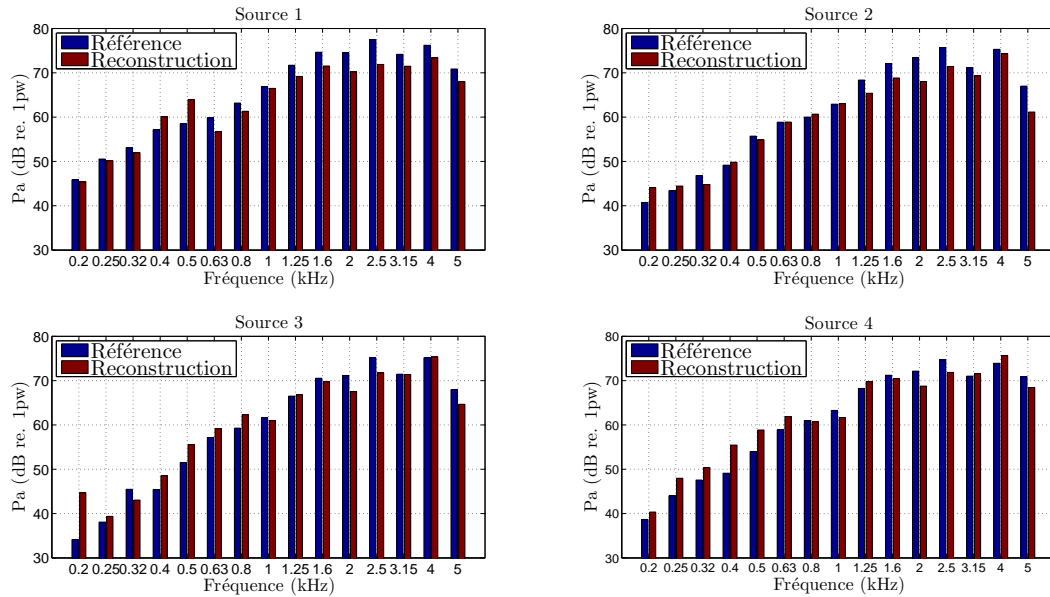 Source 1
80
70
60
50
40
30
Pa (dB re. 1pw)
Référence
Reconstruction
0.2 0.25 0.32 0.4 0.5 0.63 0.8 1 1.25 1.6 2 2.5 3.15 4 5
Fréquence (kHz)
Source 2
80
70
60
50
40
30
Pa (dB re. 1pw)
Référence
Reconstruction
0.2 0.25 0.32 0.4 0.5 0.63 0.8 1 1.25 1.6 2 2.5 3.15 4 5
Fréquence (kHz)
Source 3
80
70
60
50
40
30
Pa (dB re. 1pw)
Référence
Reconstruction
0.2 0.25 0.32 0.4 0.5 0.63 0.8 1 1.25 1.6 2 2.5 3.15 4 5
Fréquence (kHz)
Source 4
80
70
60
50
40
30
Pa (dB re. 1pw)
Référence
Reconstruction
0.2 0.25 0.32 0.4 0.5 0.63 0.8 1 1.25 1.6 2 2.5 3.15 4 5
Fréquence (kHz)